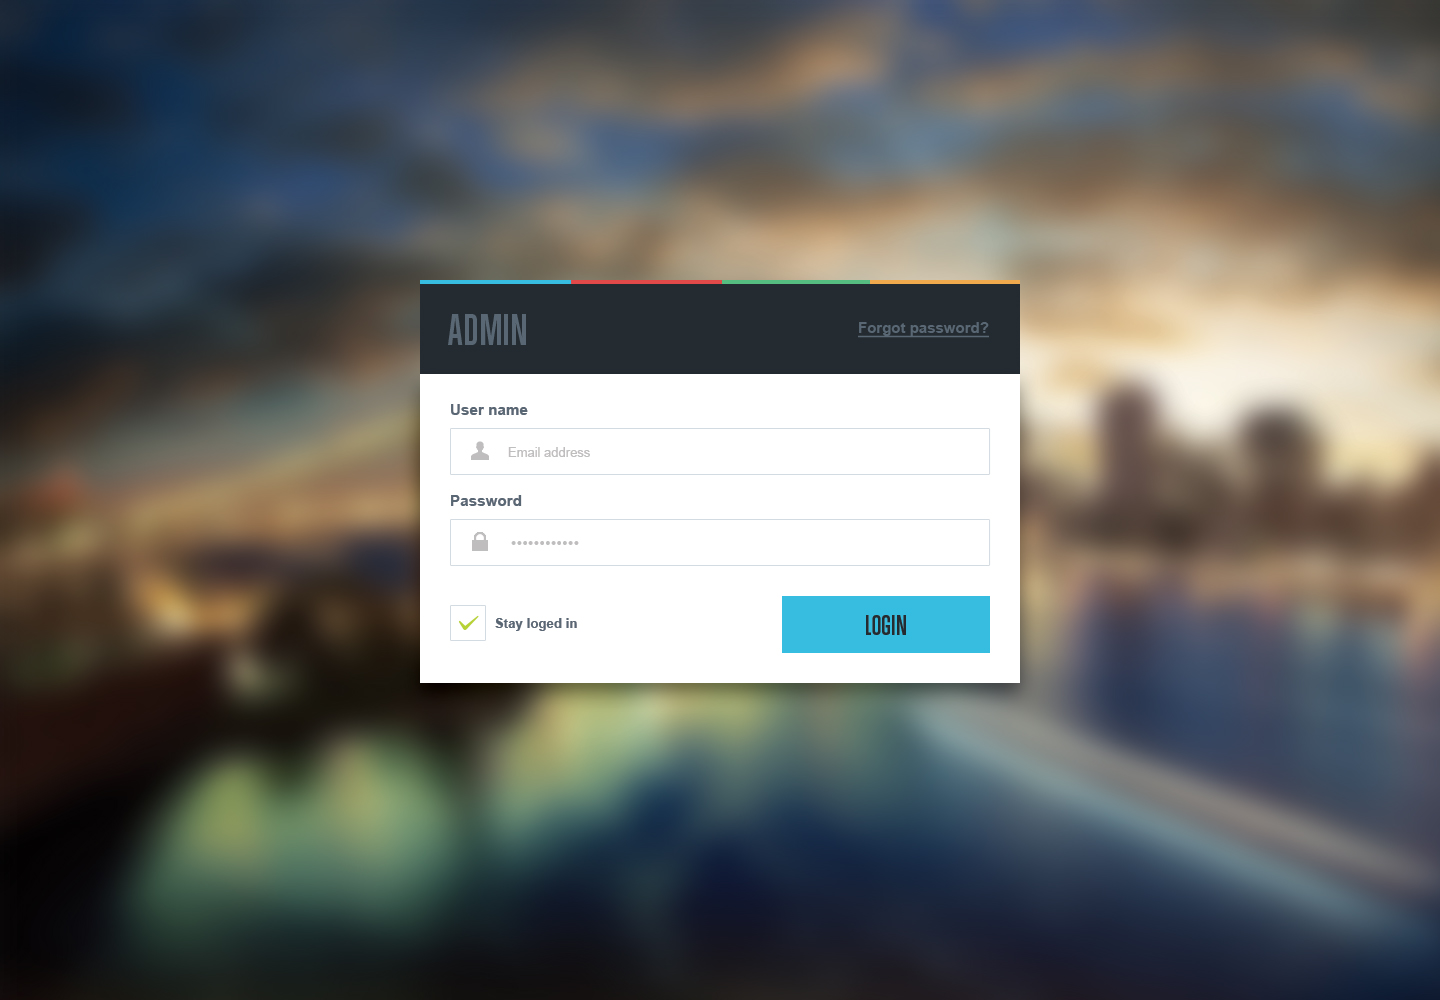 ADMIN
Forgot password?
User name
Email address
Password
••••••••••••
Stay loged in
LOGIN